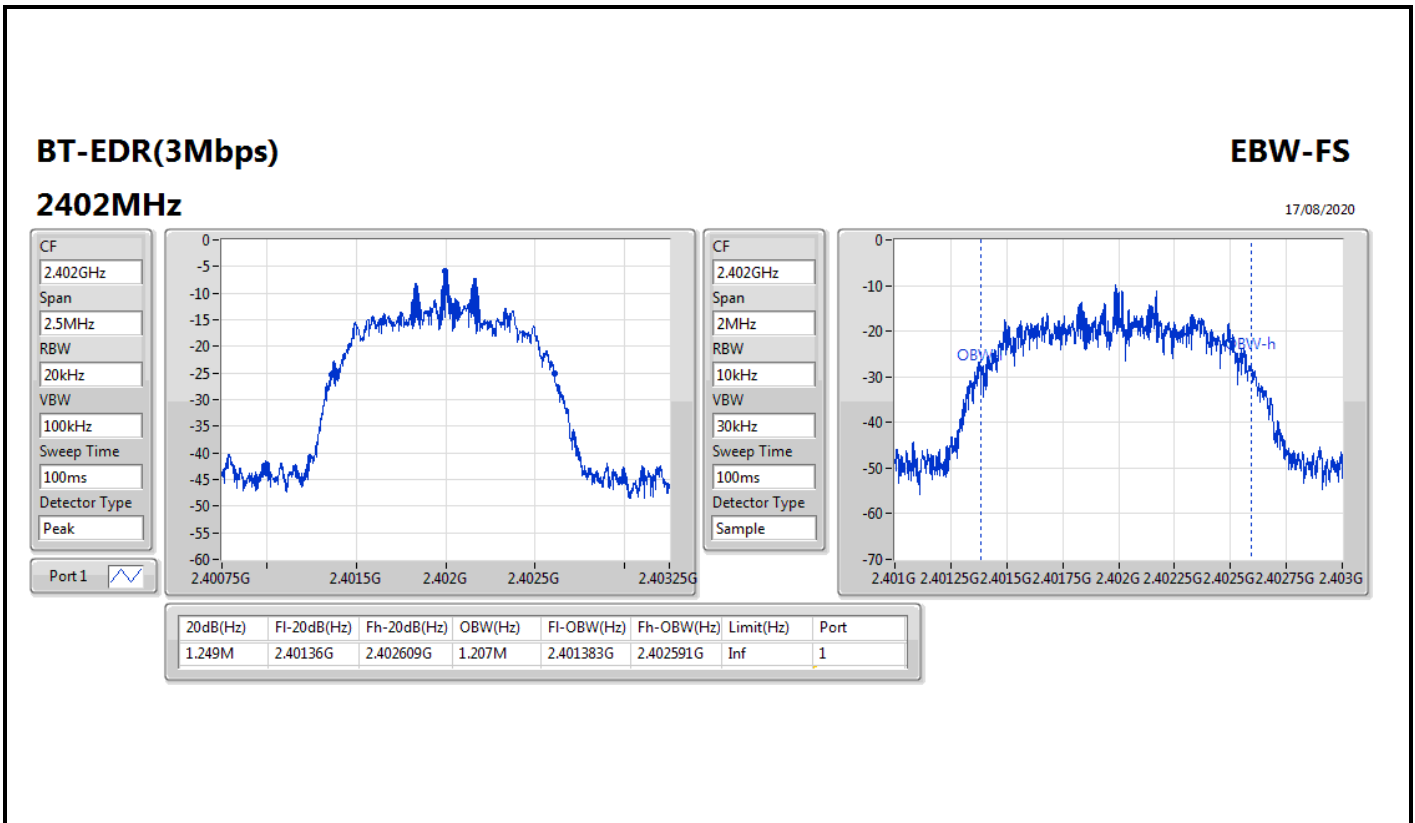 BT-EDR(3Mbps)
EBW-FS
2402MHz
17/08/2020
CF
2.402GHz
Span
2.5MHz
RBW
20kHz
VBW
100kHz
Sweep Time
100ms
Detector Type
Peak
Port 1
0
-5
-10
-15
-20
-25
-30
-35
-40
-45
-50
-55
-60
2.40075G 2.4015G 2.402G 2.4025G 2.40325G
CF
2.402GHz
Span
2MHz
RBW
10kHz
VBW
30kHz
Sweep Time
100ms
Detector Type
Sample
0
-10
-20
-30
-40
-50
-60
-70
OBW-h
2.401G 2.40125G 2.4015G 2.40175G 2.402G 2.40225G 2.4025G 2.40275G 2.403G
20dB(Hz) Fl-20dB(Hz) Fh-20dB(Hz) OBW(Hz) Fl-OBW(Hz) Fh-OBW(Hz) Limit(Hz) Port
1.249M 2.40136G 2.402609G 1.207M 2.401383G 2.402591G Inf 1